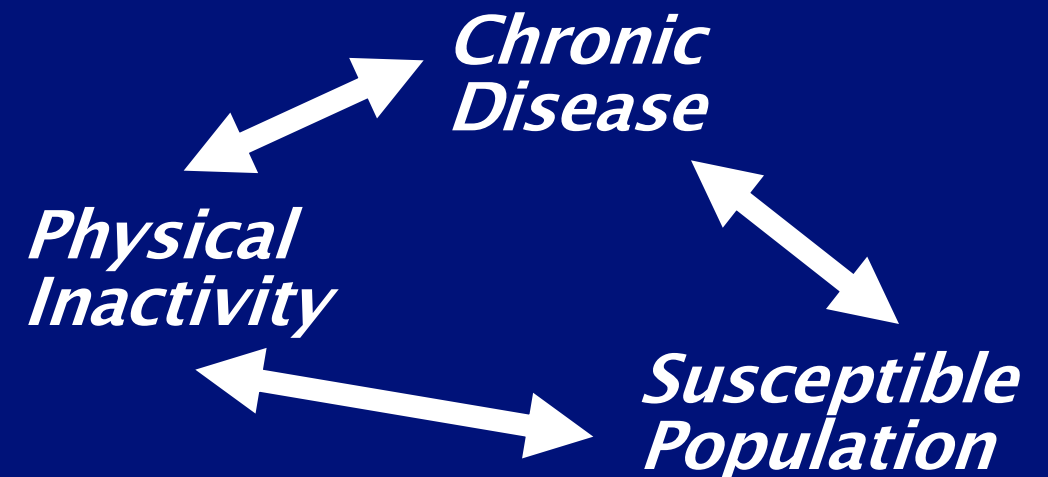 Chronic
Disease
Physical
Inactivity
Susceptible
Population